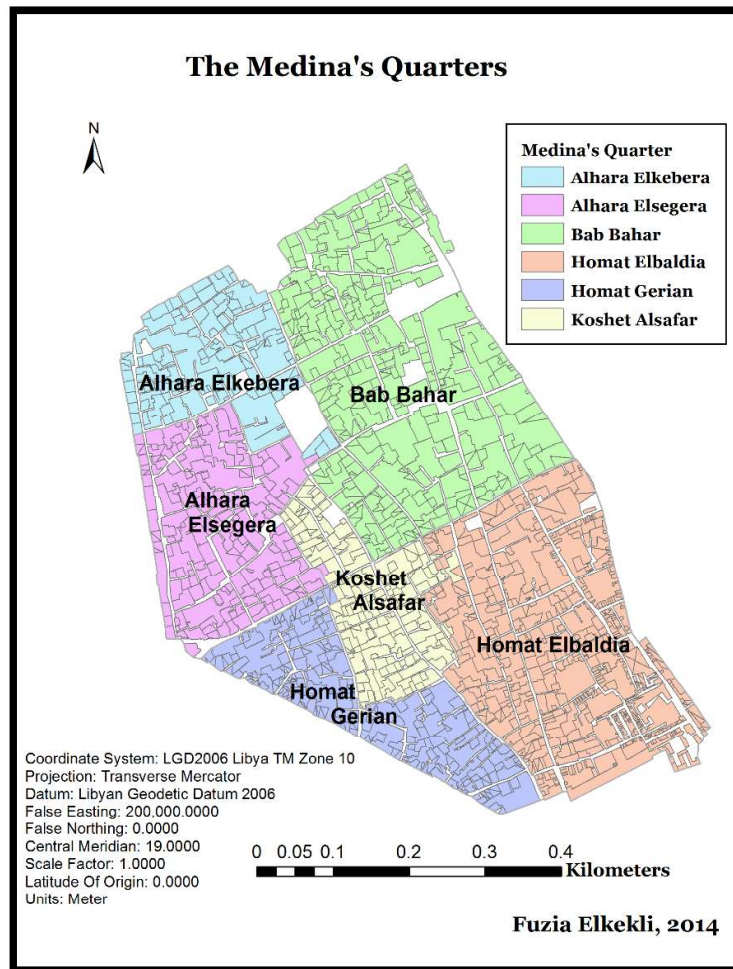 The Medina's Quarters
N
Medina's Quarter
Alhara Elkebera
Alhara Elsegera
Bab Bahar
Homat Elbaldia
Homat Gerian
Koshet Alsafar
Alhara Elkebera
Bab Bahar
Alhara
Elsegera
Koshet
Alsafar
Homat Elbaldia
Homat
Gerian
Coordinate System: LGD2006 Libya TM Zone 10
Projection: Transverse Mercator
Datum: Libyan Geodetic Datum 2006
False Easting: 200,000.0000
False Northing: 0.0000
Central Meridian: 19.0000
Scale Factor: 1.0000
Latitude Of Origin: 0.0000
Units: Meter
0 0.05 0.1 0.2 0.3 0.4
Kilometers
Fuzia Elkekli, 2014